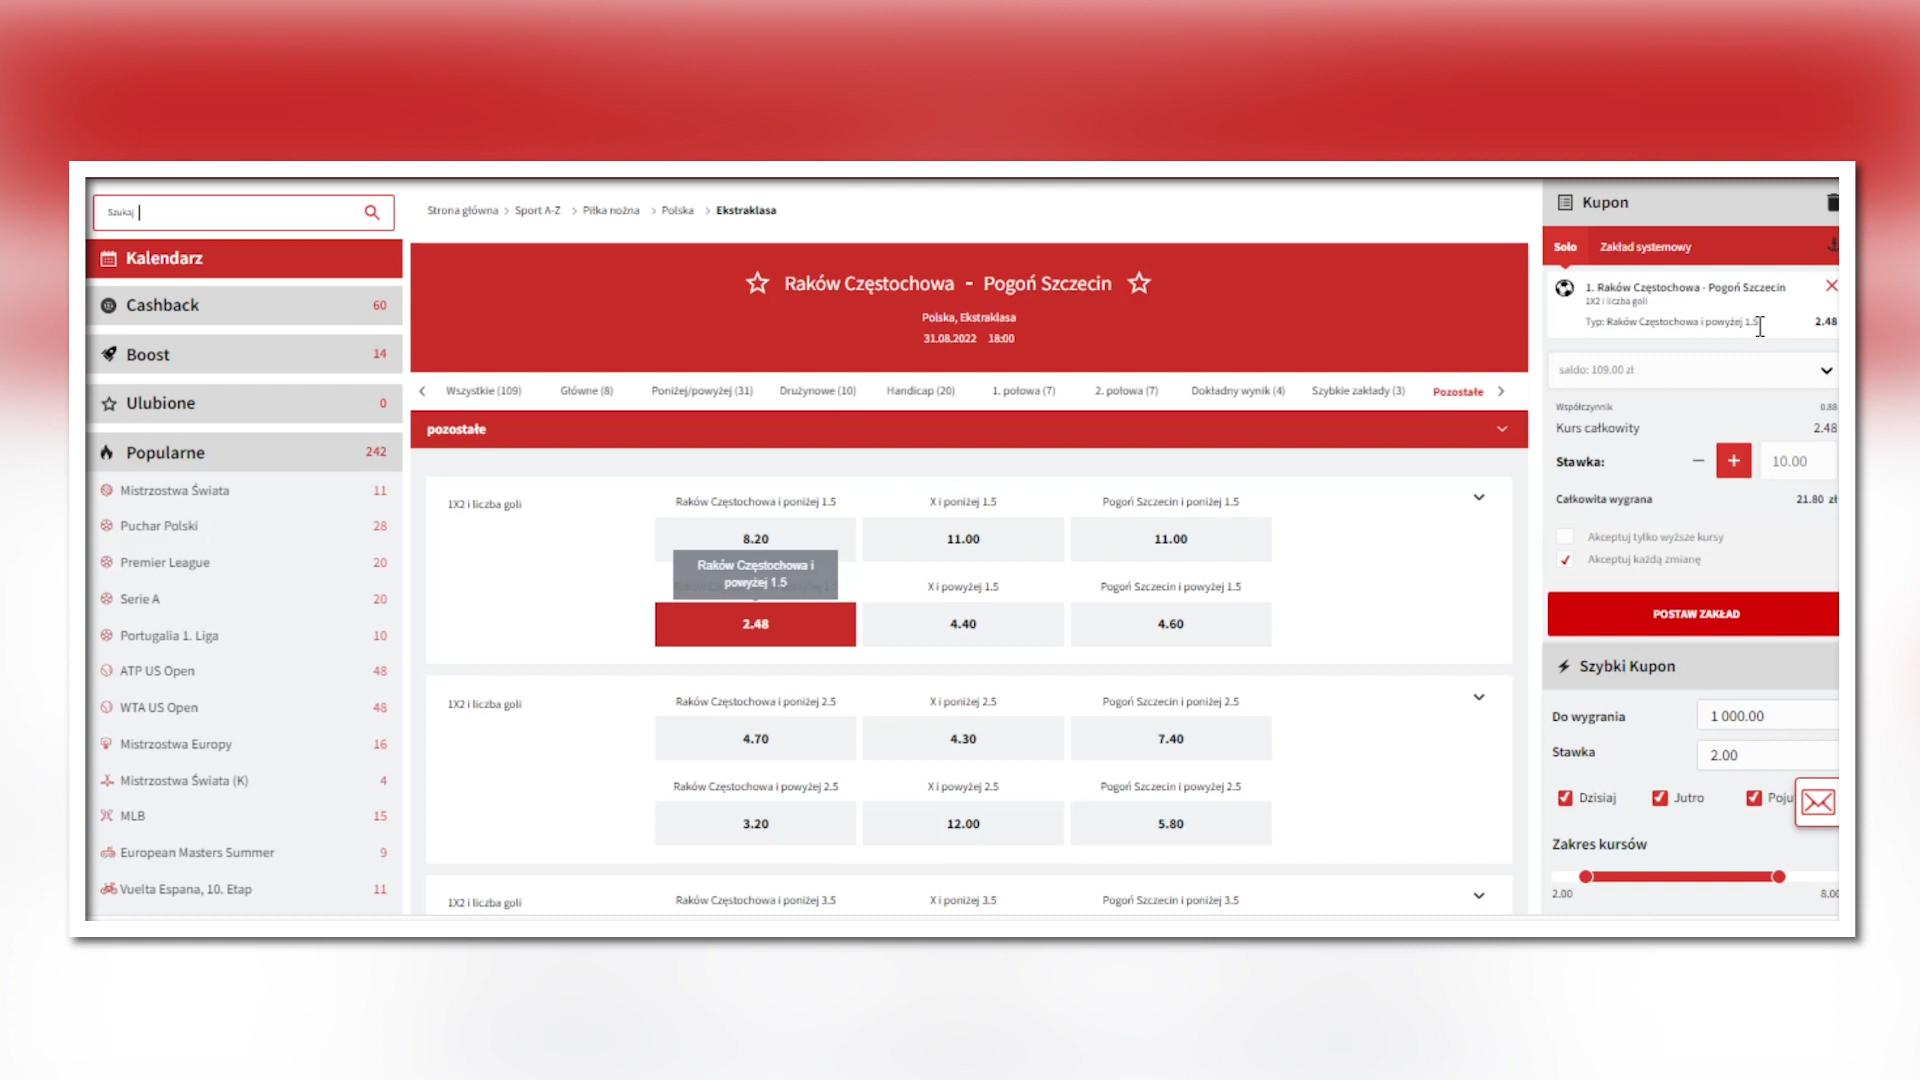 Szukaj
Kalendarz
Cashback 60
Boost 14
Ulubione 0
Popularne 242
Mistrzostwa Świata 11
Puchar Polski 28
Premier League 20
Serie A 20
Portugalia 1. Liga 10
ATP US Open 48
WTA US Open 48
Mistrzostwa Europy 16
Mistrzostwa Świata (K) 4
MLB 15
European Masters Summer 9
Vuelta Espana, 10. Etap 11
Strona główna > Sport A-Z > Piłka nożna > Polska > Ekstraklasa
Raków Częstochowa - Pogoń Szczecin
Polska, Ekstraklasa
31.08.2022 18:00
Wszystkie (109) Główne (8) Poniżej/powyżej (31) Drużynowe (10) Handicap (20) 1. połowa (7) 2. połowa (7) Dokładny wynik (4) Szybkie zakłady (3) Pozostałe
pozostałe
1X2 i liczba goli
Raków Częstochowa i poniżej 1.5 X i poniżej 1.5 Pogoń Szczecin i poniżej 1.5
8.20 11.00 11.00
Raków Częstochowa i
powyżej 1.5
X i powyżej 1.5 Pogoń Szczecin i powyżej 1.5
2.48 4.40 4.60
1X2 i liczba goli
Raków Częstochowa i poniżej 2.5 X i poniżej 2.5 Pogoń Szczecin i poniżej 2.5
4.70 4.30 7.40
Raków Częstochowa i powyżej 2.5 X i powyżej 2.5 Pogoń Szczecin i powyżej 2.5
3.20 12.00 5.80
1X2 i liczba goli
Raków Częstochowa i poniżej 3.5 X i poniżej 3.5 Pogoń Szczecin i poniżej 3.5
Kupon
Solo Zakład systemowy
1. Raków Częstochowa - Pogoń Szczecin
1X2 i liczba goli
Typ: Raków Częstochowa i powyżej 1.5 2.48
saldo: 109.00 zł
Współczynnik 0.88
Kurs całkowity 2.48
Stawka: − + 10.00
Całkowita wygrana 21.80 zł
Akceptuj tylko wyższe kursy
Akceptuj każdą zmianę
POSTAW ZAKŁAD
Szybki Kupon
Do wygrania 1 000.00
Stawka 2.00
Dzisiaj Jutro Poju
Zakres kursów
2.00 8.00